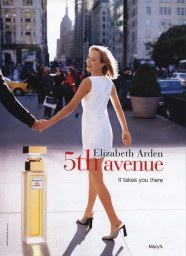 Elizabeth Arden
5th avenue
it takes you there
Macy's